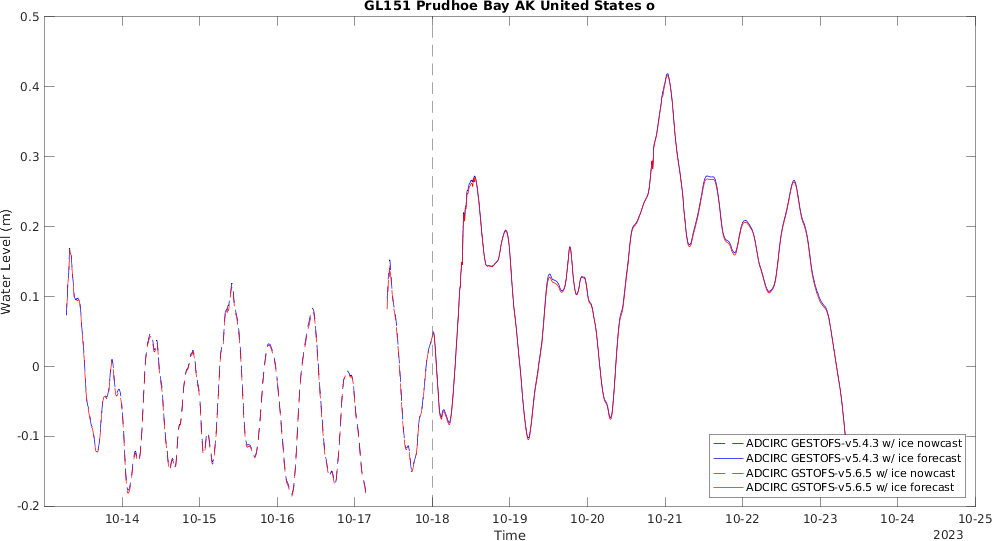 GL151 Prudhoe Bay AK United States o
Water Level (m)
0.5
0.4
0.3
0.2
0.1
0
-0.1
-0.2
10-14 10-15 10-16 10-17 10-18 10-19 10-20 10-21 10-22 10-23 10-24 10-25
Time
2023
ADCIRC GESTOFS-v5.4.3 w/ ice nowcast
ADCIRC GESTOFS-v5.4.3 w/ ice forecast
ADCIRC GSTOFS-v5.6.5 w/ ice nowcast
ADCIRC GSTOFS-v5.6.5 w/ ice forecast